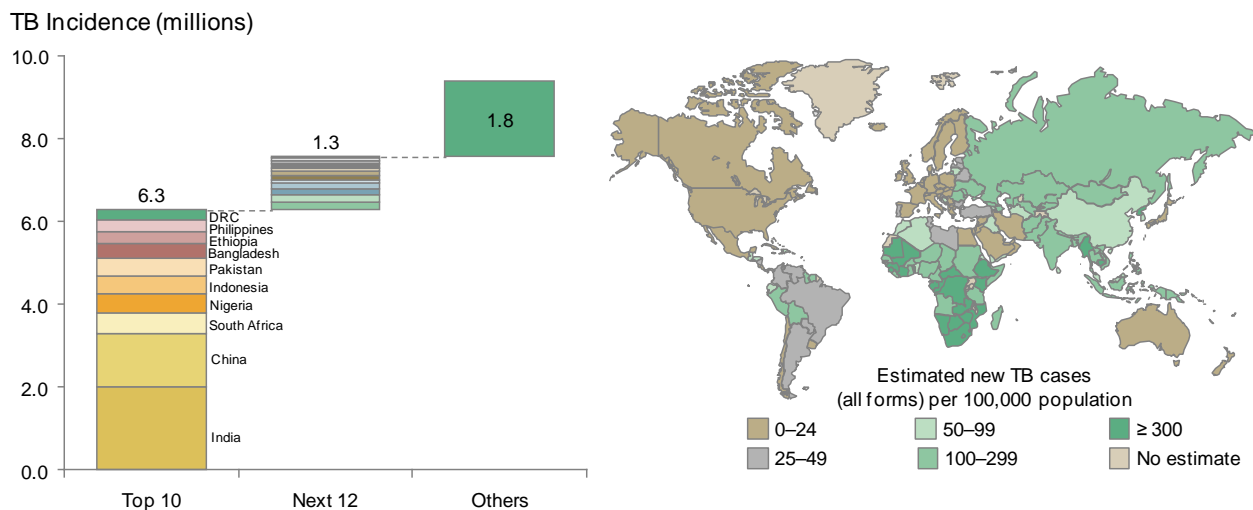 TB Incidence (millions)
10.0
8.0
6.0
4.0
2.0
0.0
6.3
DRC
Philippines
Ethiopia
Bangladesh
Pakistan
Indonesia
Nigeria
South Africa
China
India
1.3
1.8
Top 10
Next 12
Others
Estimated new TB cases
(all forms) per 100,000 population
0–24
50–99
≥ 300
25–49
100–299
No estimate